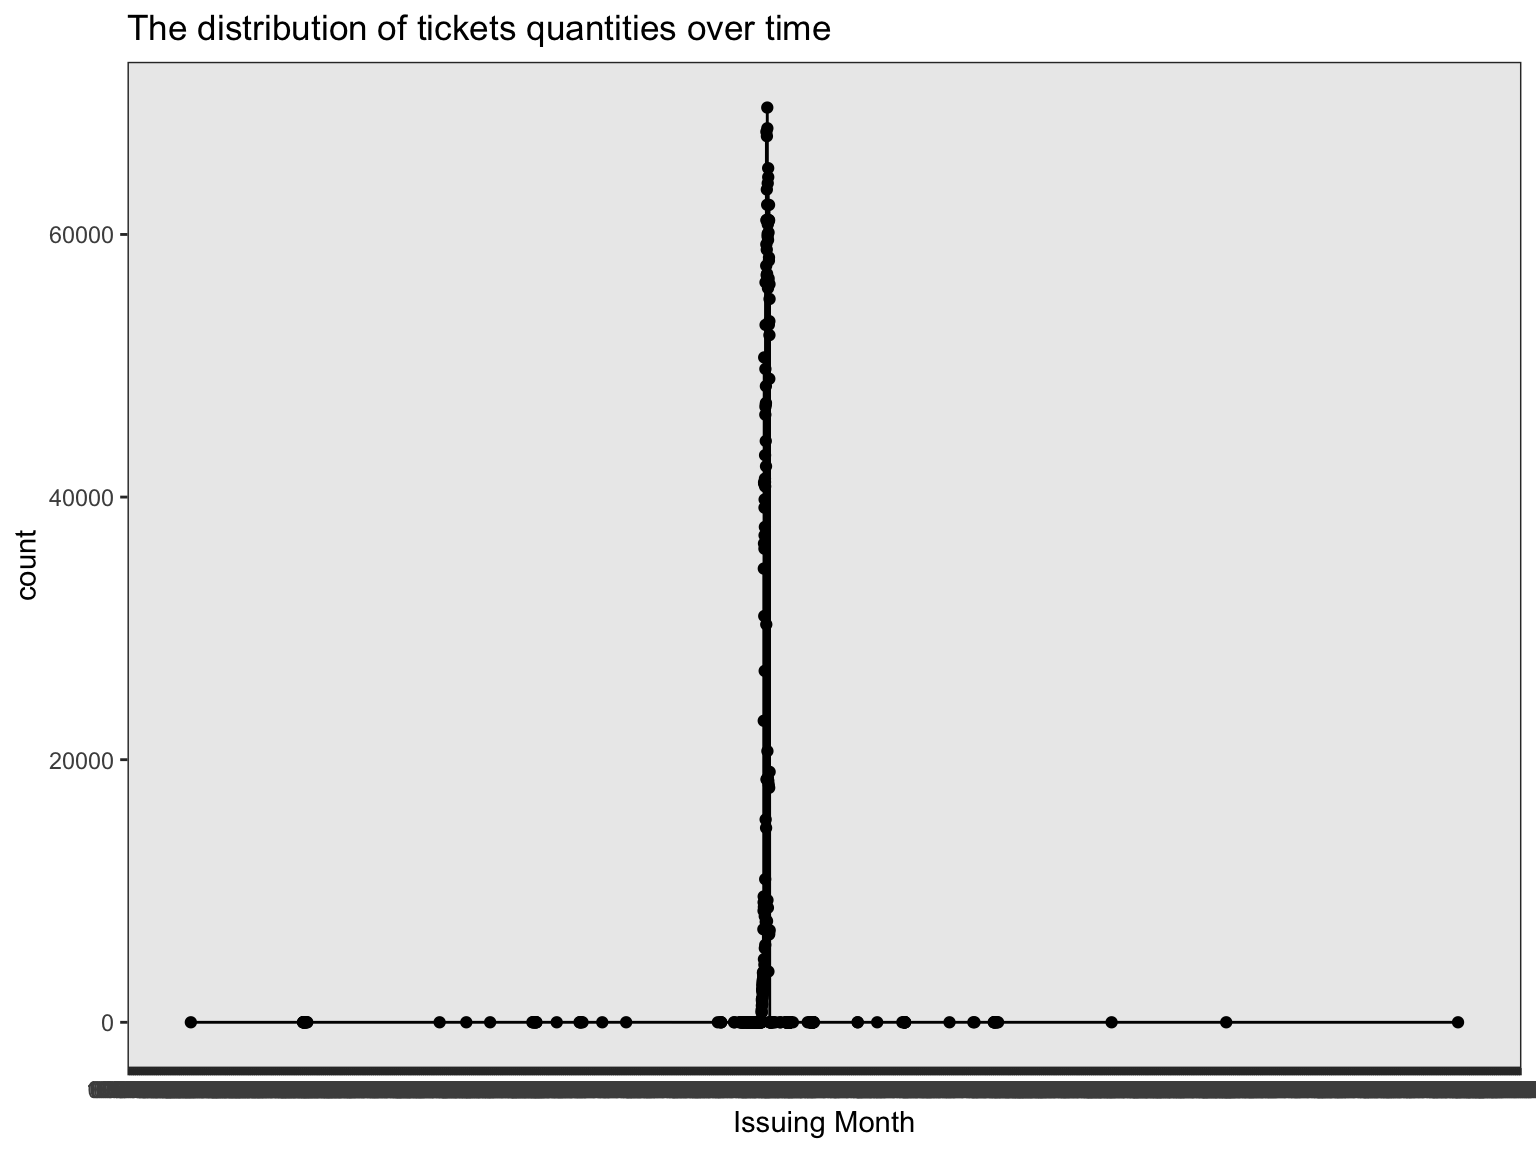 The distribution of tickets quantities over time
60000
40000
20000
0
count
Issuing Month